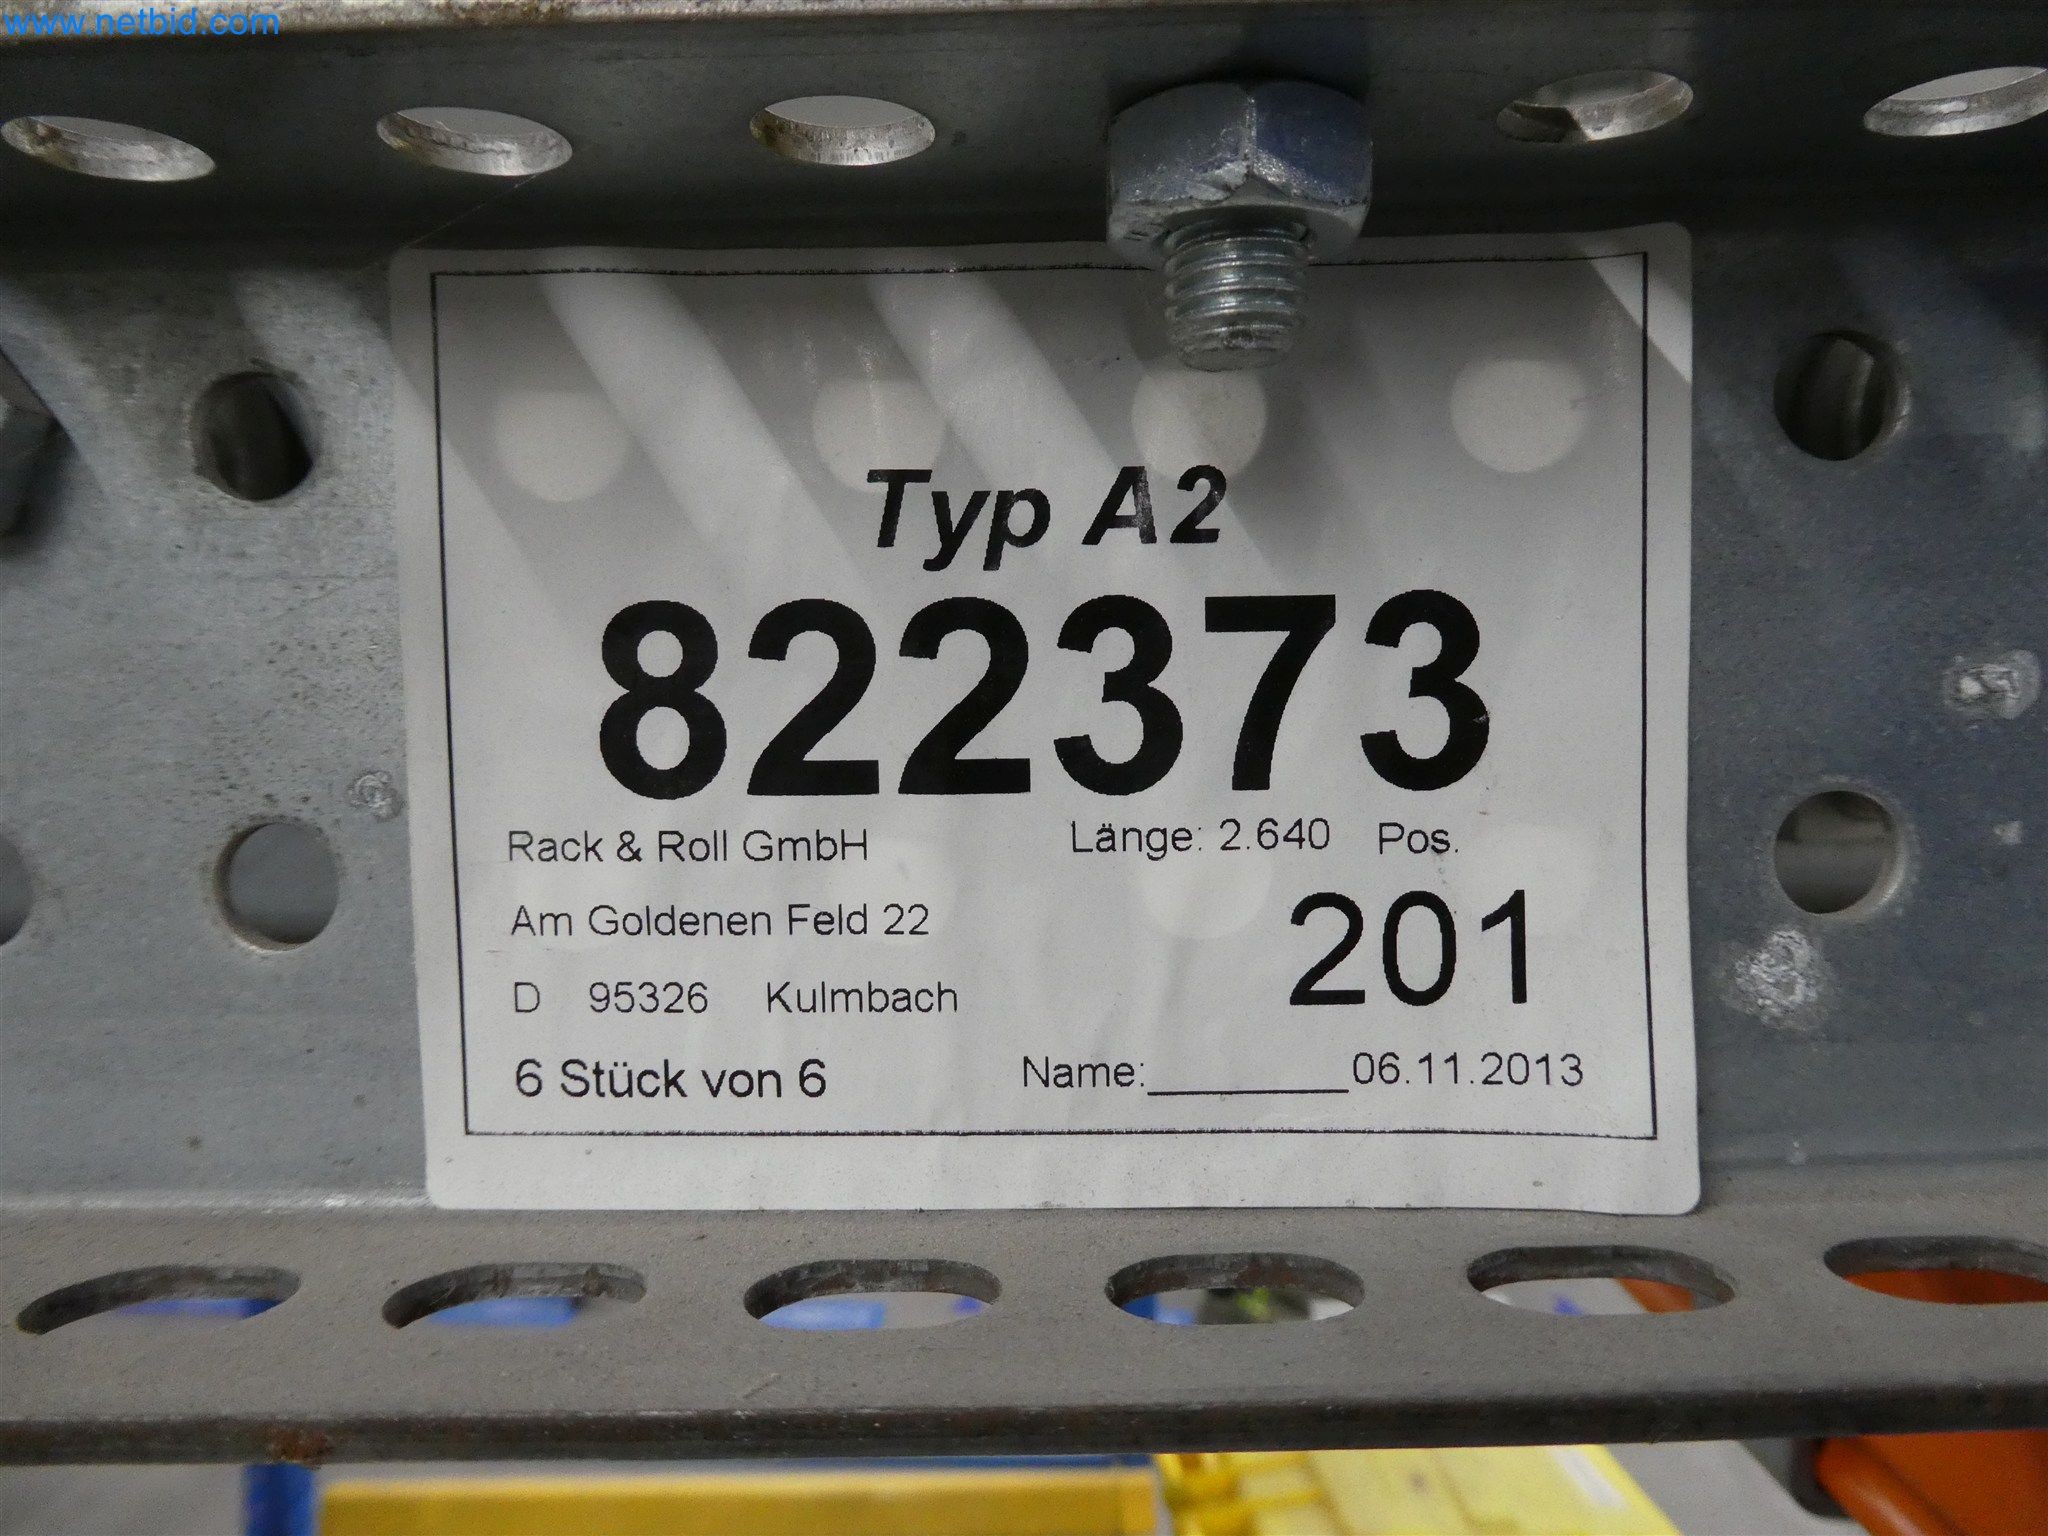 www.netbid.com
Typ A2
822373
Rack & Roll GmbH
Länge: 2.640 Pos.
Am Goldenen Feld 22
201
D 95326 Kulmbach
6 Stück von 6
Name:_________06.11.2013